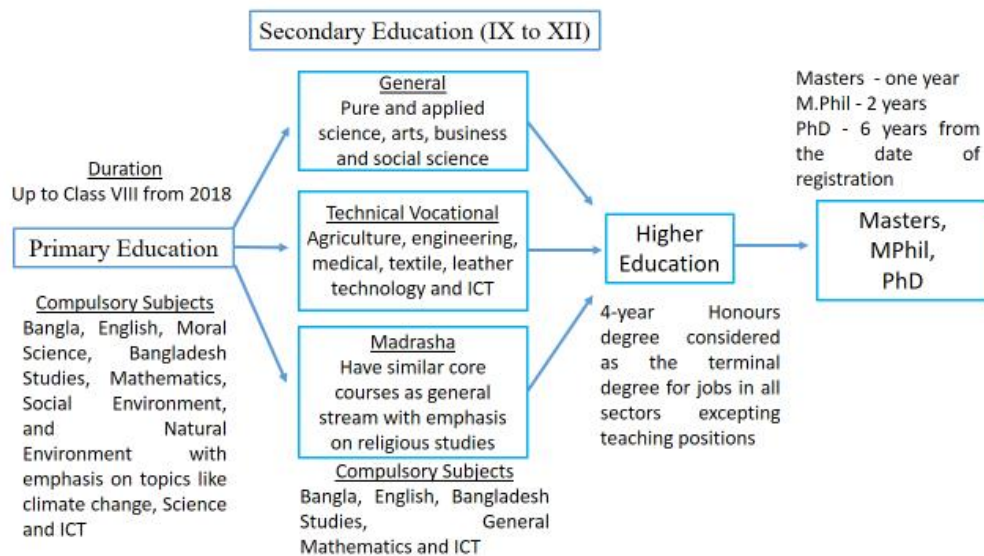 Secondary Education (IX to XII)
General
Pure and applied
science, arts, business
and social science
Masters - one year
M.Phil - 2 years
PhD - 6 years from
the date of
registration
Duration
Up to Class VIII from 2018
Primary Education
Technical Vocational
Agriculture, engineering,
medical, textile, leather
technology and ICT
Higher
Education
Masters,
MPhil,
PhD
Compulsory Subjects
Bangla, English, Moral
Science, Bangladesh
Studies, Mathematics,
Social Environment,
and Natural
Environment with
emphasis on topics like
climate change, Science
and ICT
Madrasha
Have similar core
courses as general
stream with emphasis
on religious studies
Compulsory Subjects
Bangla, English, Bangladesh
Studies, General
Mathematics and ICT
4-year Honours
degree considered
as the terminal
degree for jobs in all
sectors excepting
teaching positions